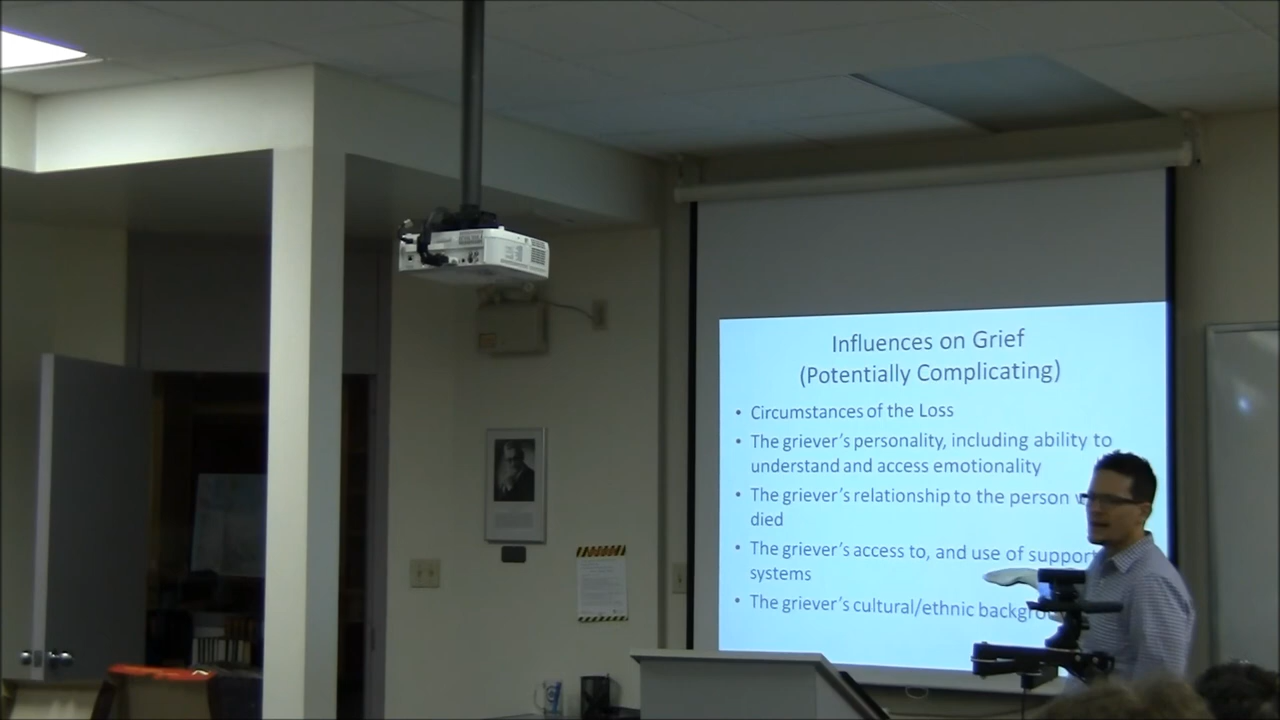 Influences on Grief
(Potentially Complicating)
• Circumstances of the Loss
• The griever's personality, including ability to
understand and access emotionality
• The griever's relationship to the person
died
• The griever's access to, and use of support
systems
• The griever's cultural/ethnic